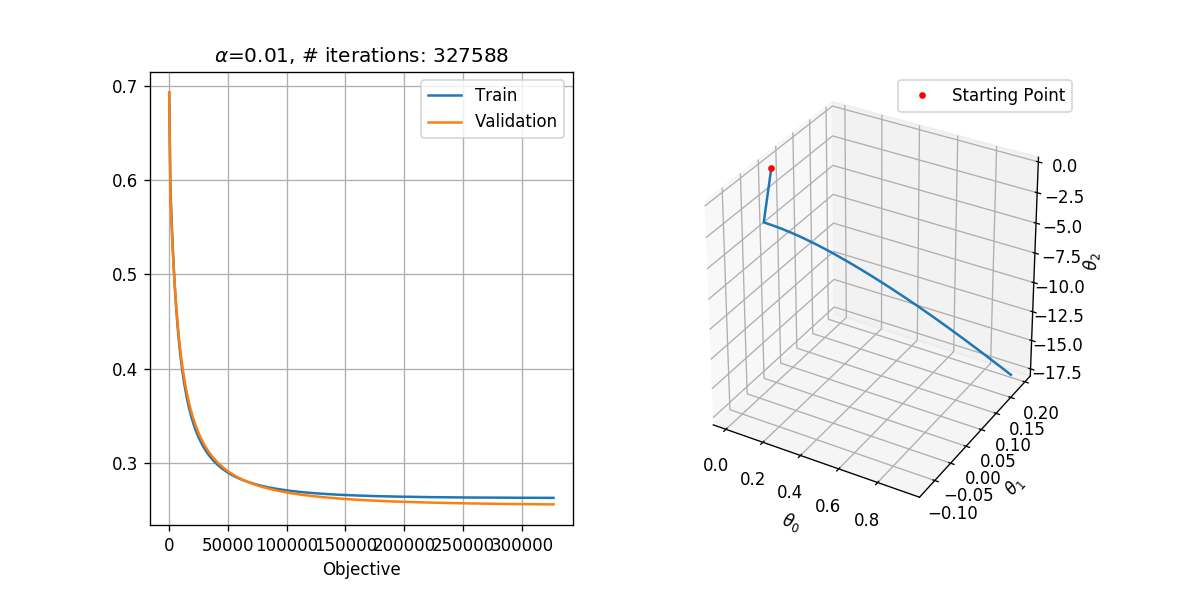 α=0.01, # iterations: 327588
0.7
0.6
0.5
0.4
0.3
Train
Validation
0 50000 100000 150000 200000 250000 300000
Objective
Starting Point
0.0
−2.5
−5.0
−7.5
−10.0
−12.5
−15.0
−17.5
θ₂
0.20
0.15
0.10
0.05
0.00
−0.05
−0.10
θ₁
0.0
0.2
0.4
0.6
0.8
θ₀